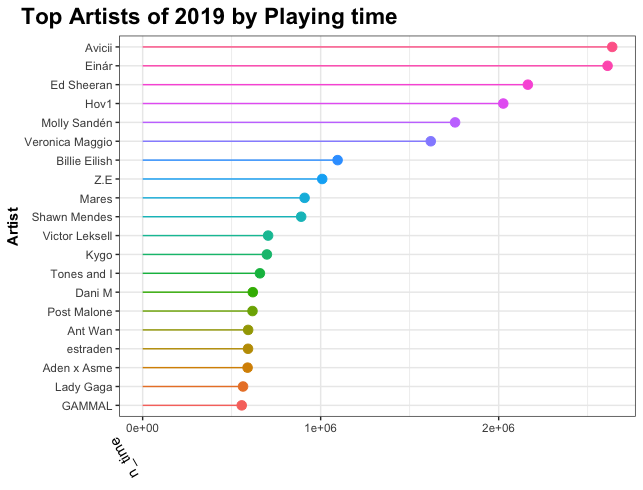 Top Artists of 2019 by Playing time
Artist
Avicii
Einár
Ed Sheeran
Hov1
Molly Sandén
Veronica Maggio
Billie Eilish
Z.E
Mares
Shawn Mendes
Victor Leksell
Kygo
Tones and I
Dani M
Post Malone
Ant Wan
estraden
Aden x Asme
Lady Gaga
GAMMAL
0e+00 1e+06 2e+06
n_time